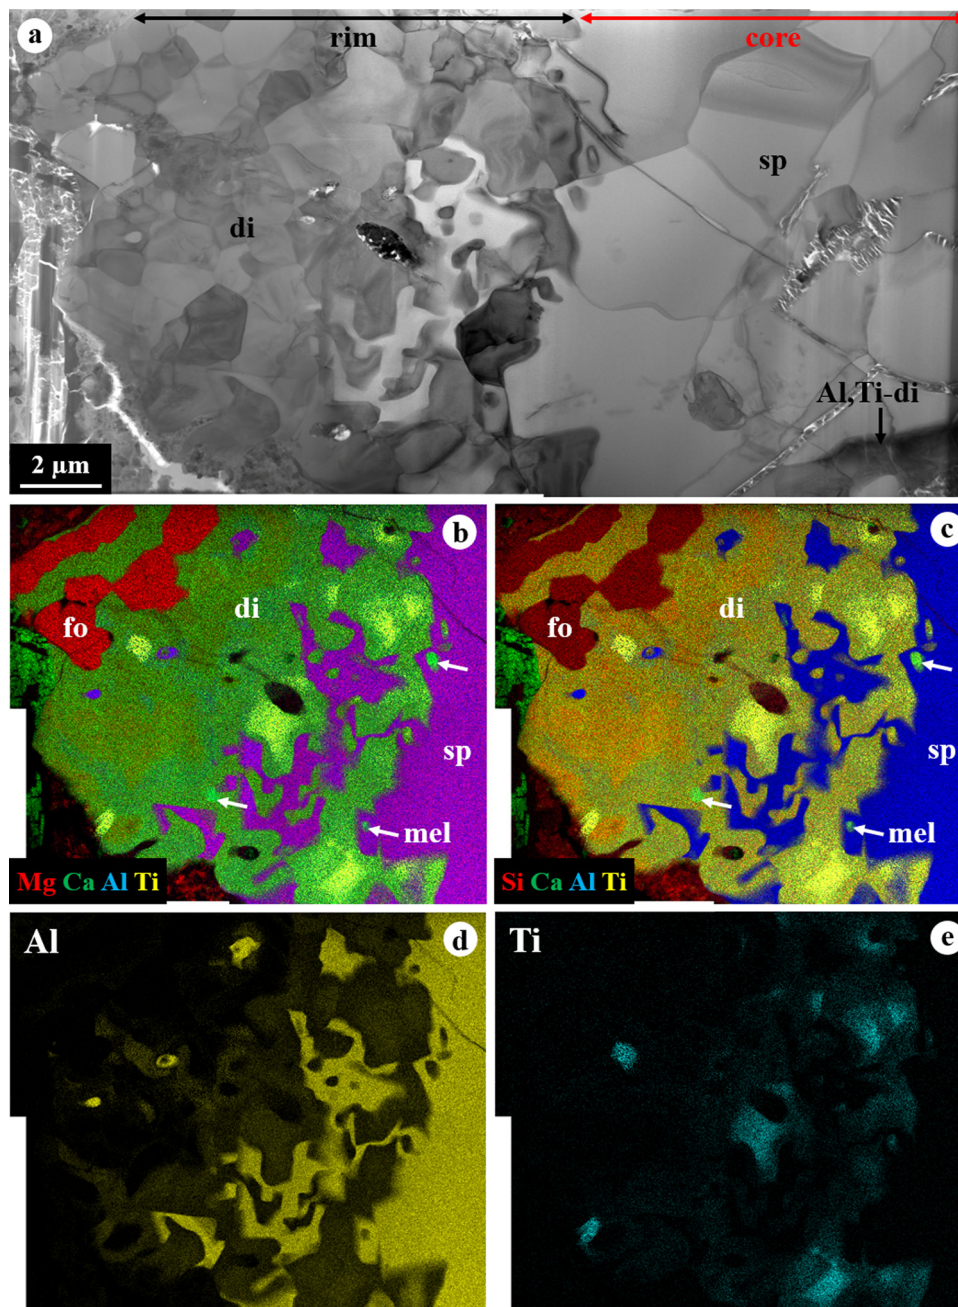 a
rim
core
sp
di
Al,Ti-di
2 µm
b
di
fo
sp
mel
Mg Ca Al Ti
c
di
fo
sp
mel
Si Ca Al Ti
Al
d
Ti
e